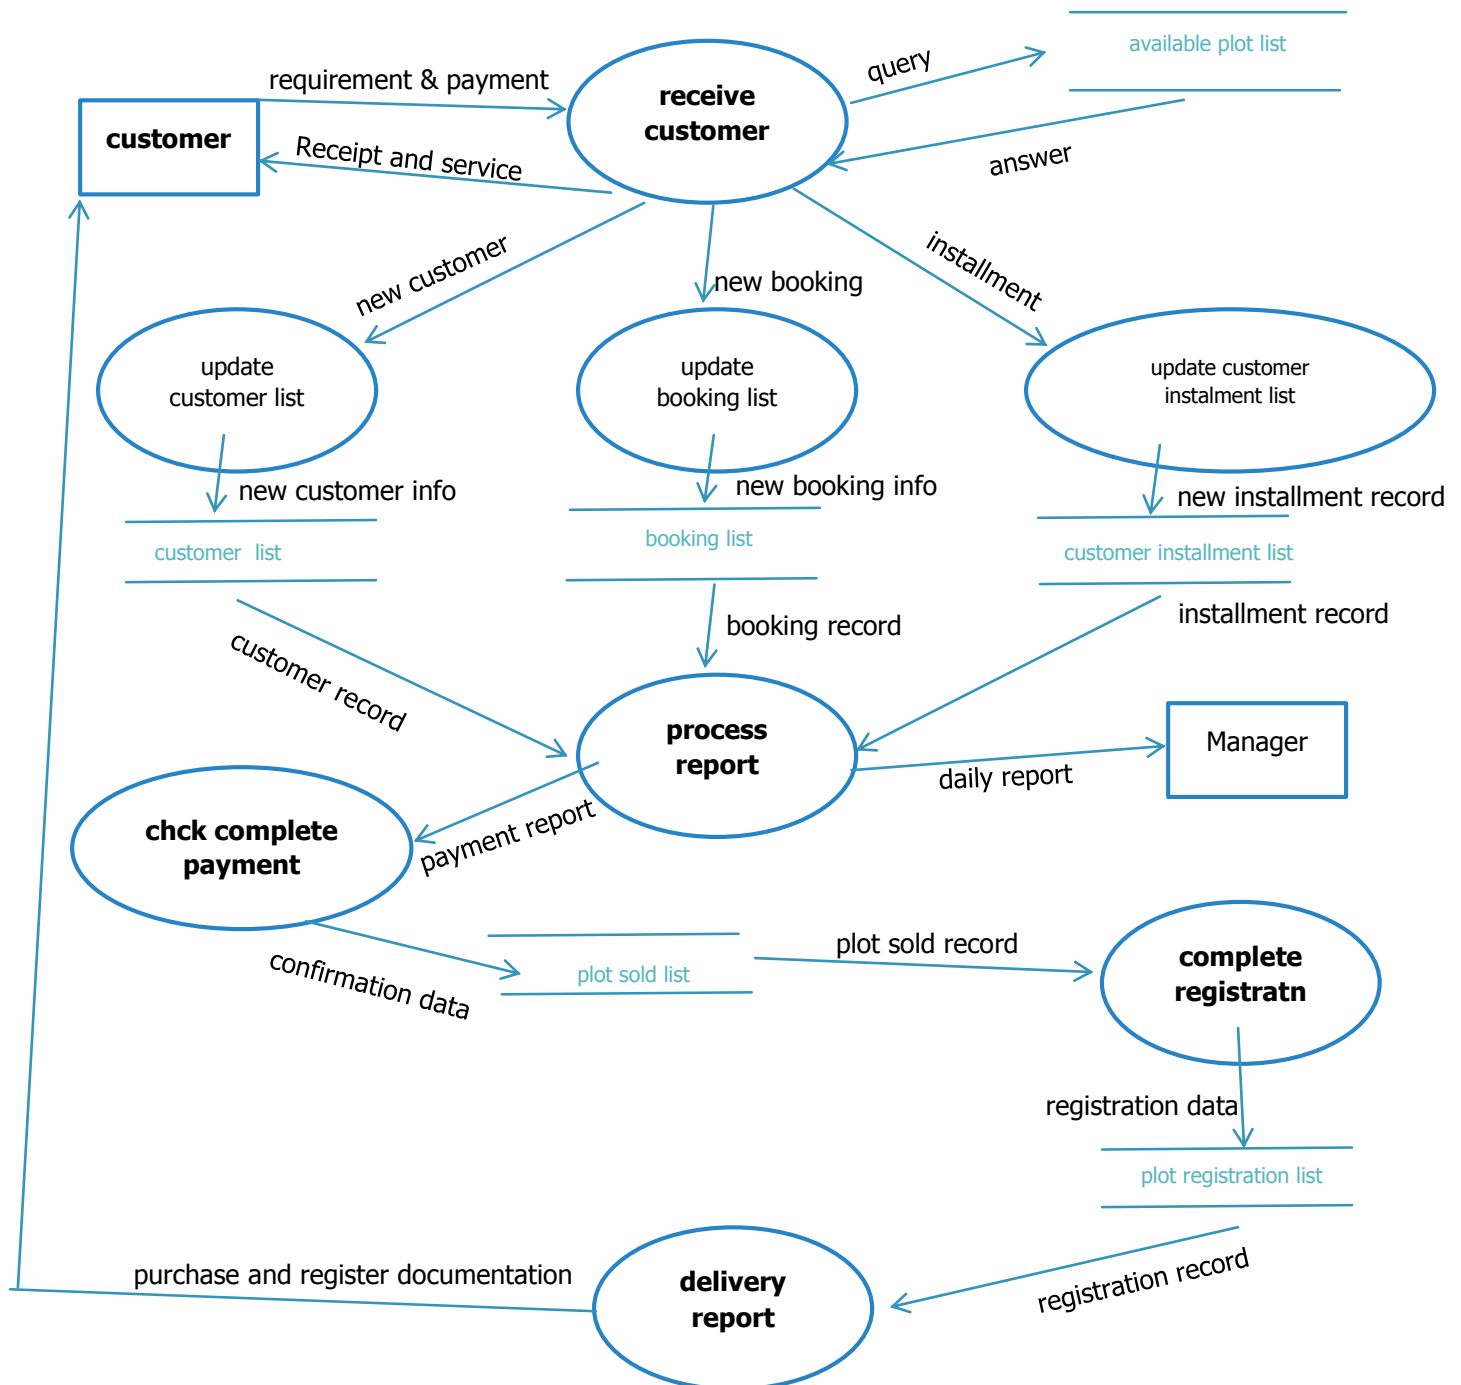 available plot list
query
requirement & payment
receive
customer
customer
Receipt and service
answer
new customer
new booking
installment
update
customer list
update
booking list
update customer
instalment list
new customer info
new booking info
new installment record
customer  list
booking list
customer installment list
customer record
booking record
installment record
process
report
Manager
daily report
payment report
chck complete
payment
confirmation data
plot sold list
plot sold record
complete
registratn
registration data
plot registration list
registration record
purchase and register documentation
delivery
report